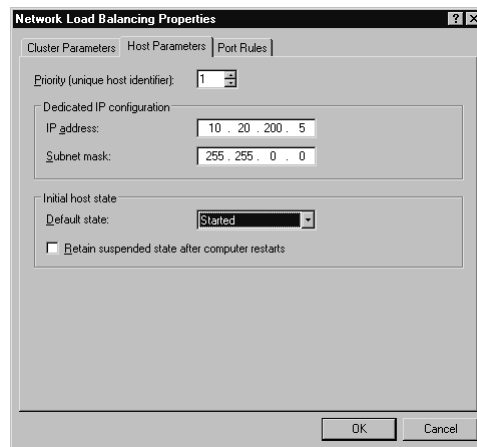 Network Load Balancing Properties
Cluster Parameters Host Parameters Port Rules
Priority (unique host identifier): 1
Dedicated IP configuration
IP address: 10 . 20 . 200 . 5
Subnet mask: 255 . 255 . 0 . 0
Initial host state
Default state: Started
Retain suspended state after computer restarts
OK Cancel